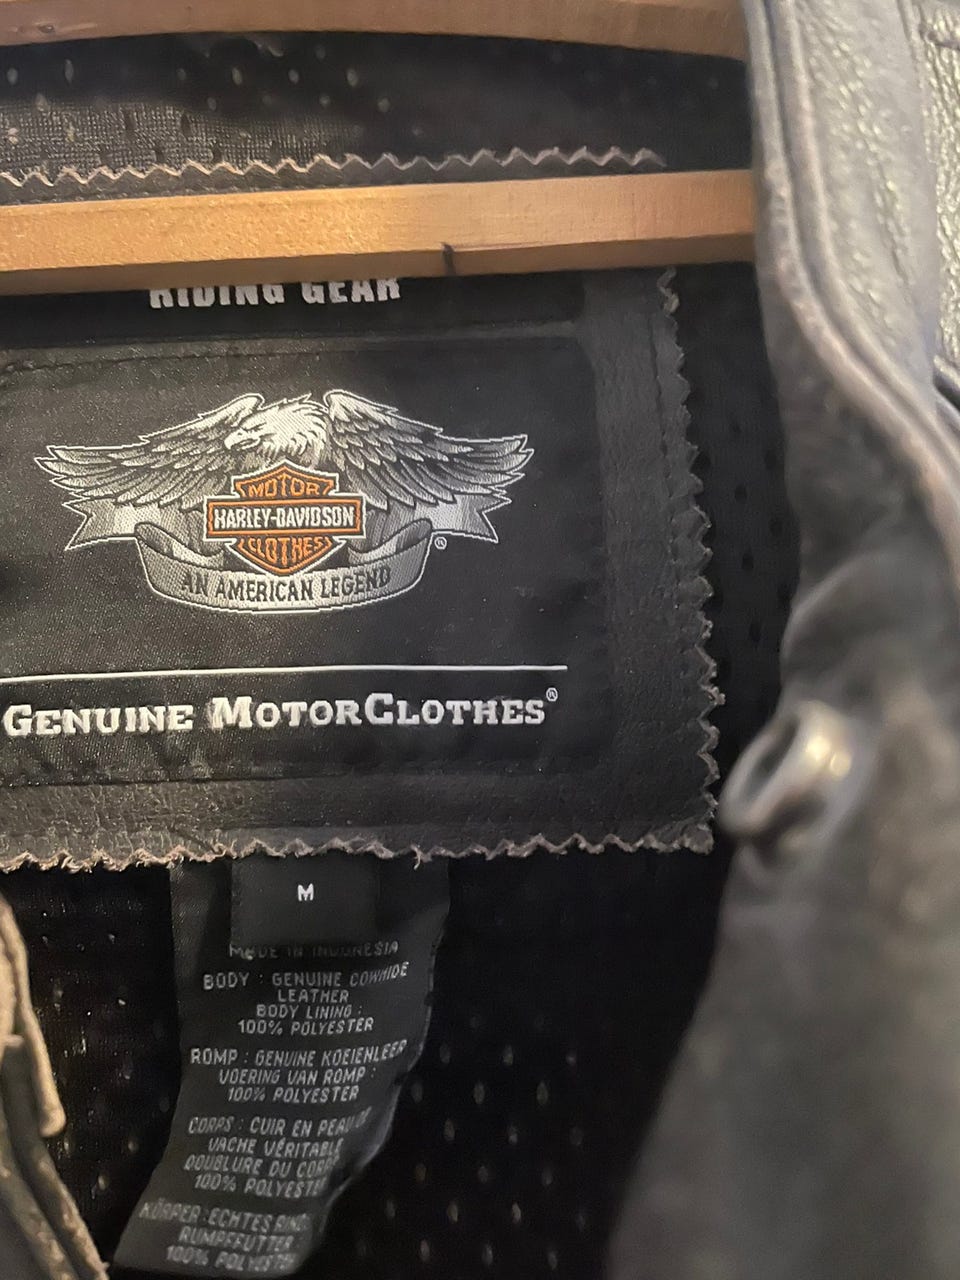 RIDING GEAR
MOTOR
HARLEY-DAVIDSON
CLOTHES
®
AN AMERICAN LEGEND
GENUINE MOTORCLOTHES®
M
MADE IN INDONESIA
BODY : GENUINE COWHIDE
LEATHER
BODY LINING :
100% POLYESTER
ROMP : GENUINE KOEIENLEER
VOERING VAN ROMP :
100% POLYESTER
CORPS : CUIR EN PEAU DE
VACHE VÉRITABLE
DOUBLURE DU CORPS
100% POLYESTER
KÖRPER : ECHTES RIND
RUMPFFUTTER :
100% POLYESTER